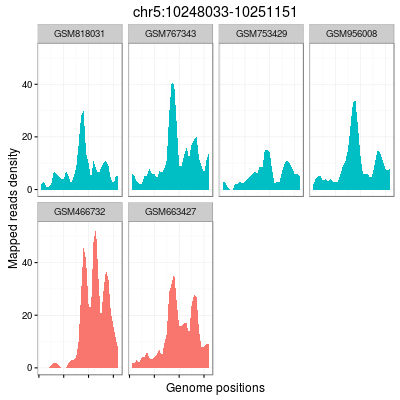 chr5:10248033-10251151
GSM818031 GSM767343 GSM753429 GSM956008
40
20
0
GSM466732 GSM663427
40
20
0
Mapped reads density
Genome positions